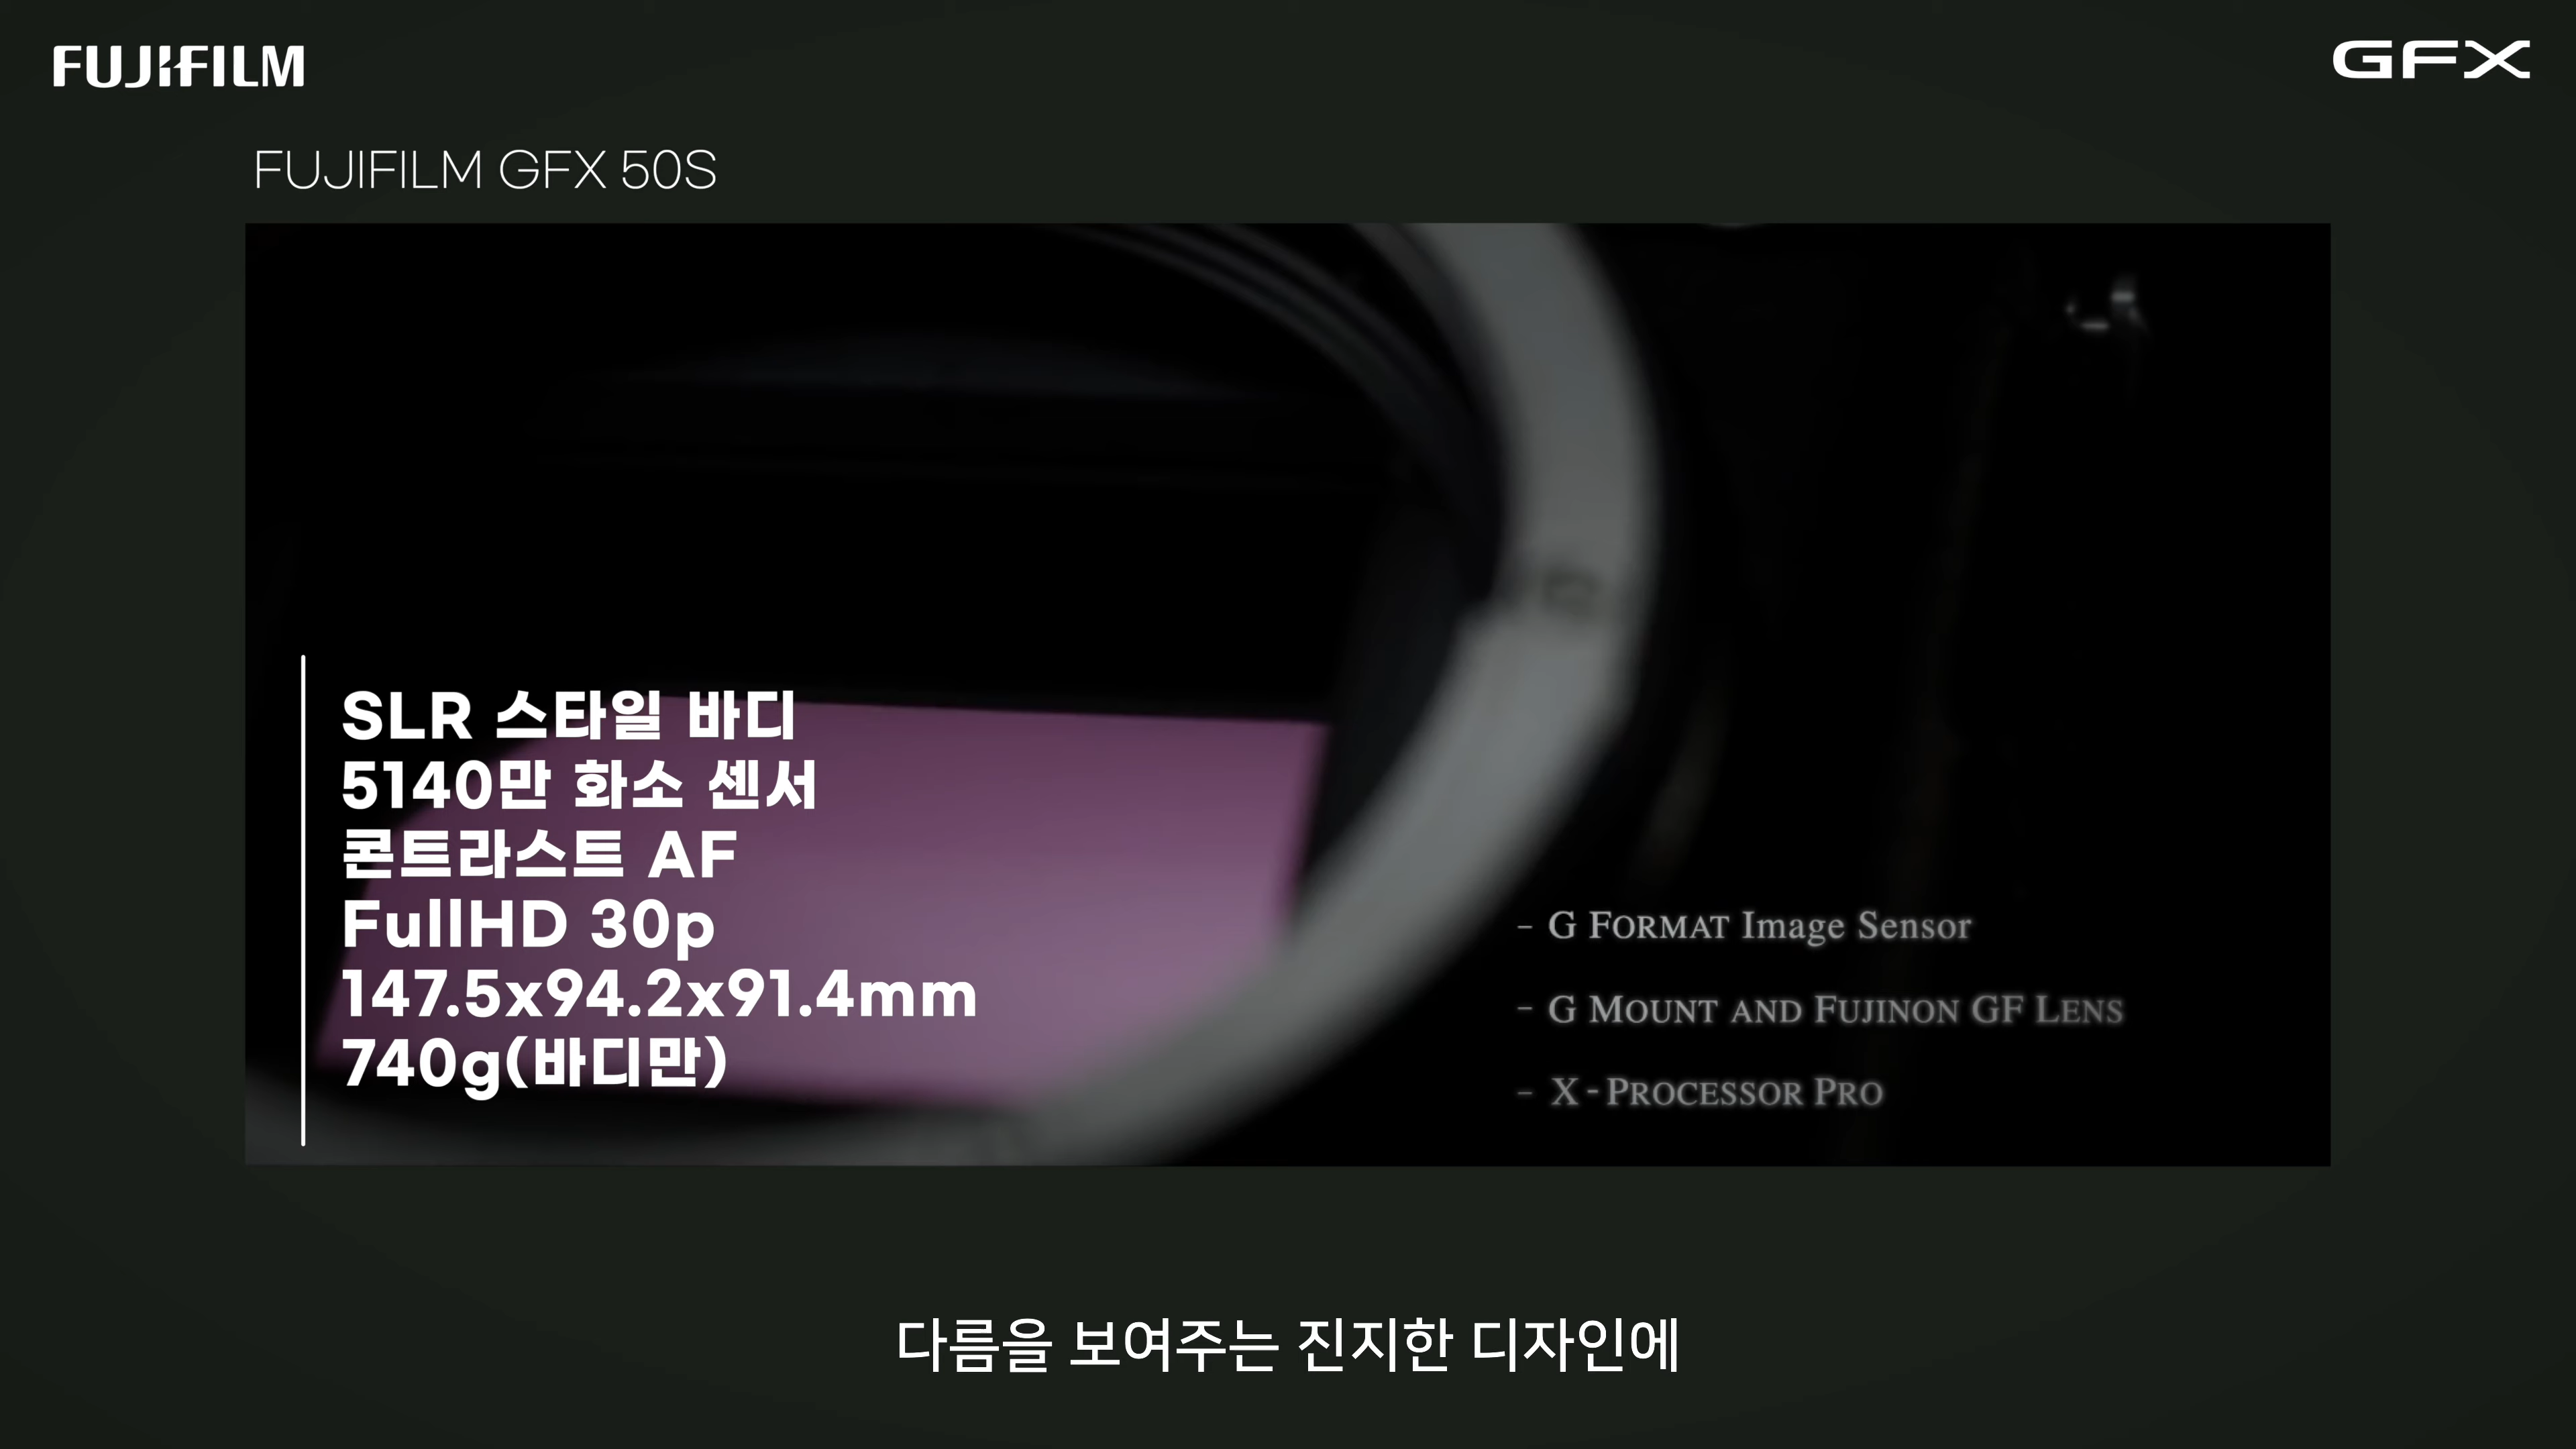 FUJIFILM
GFX
FUJIFILM GFX 50S
SLR 스타일 바디
5140만 화소 센서
콘트라스트 AF
FullHD 30p
147.5x94.2x91.4mm
740g(바디만)
- G FORMAT Image Sensor
- G MOUNT AND FUJINON GF LENS
- X-PROCESSOR PRO
다름을 보여주는 진지한 디자인에